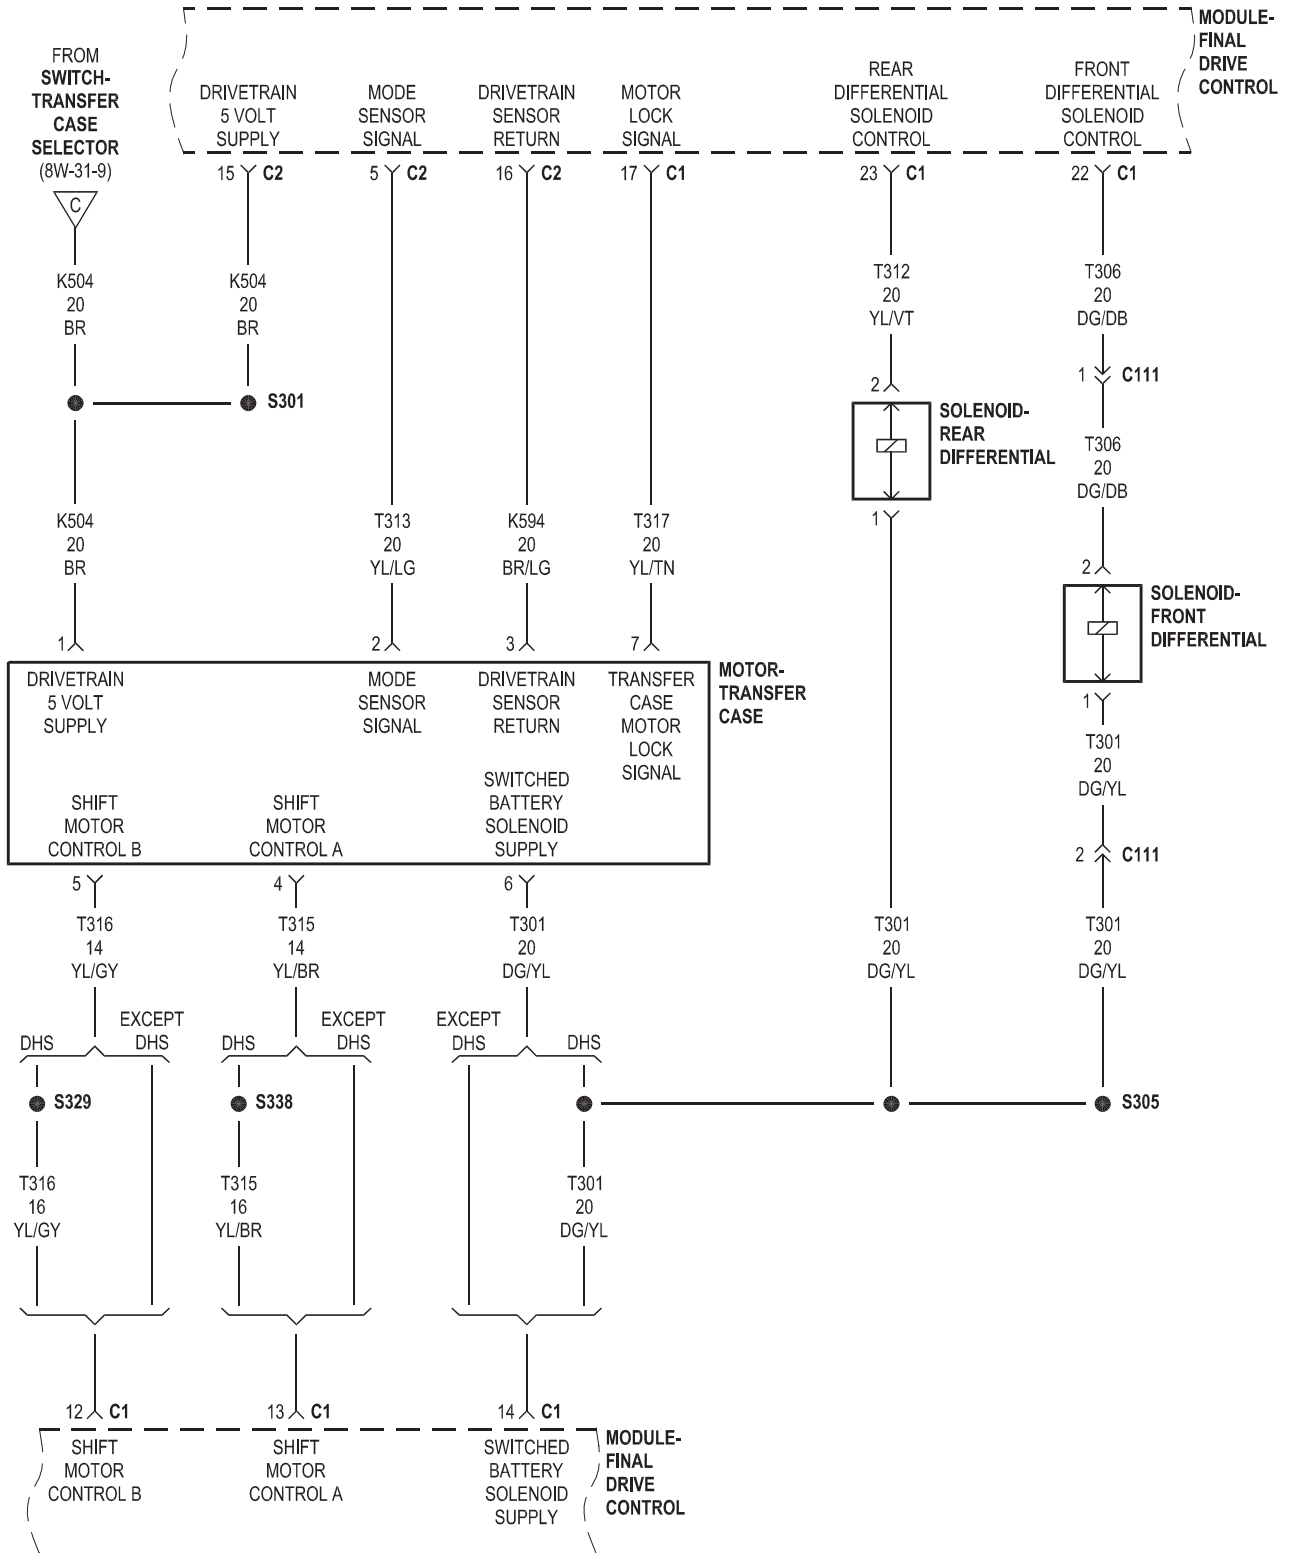 MODULE-
FINAL
DRIVE
CONTROL
FROM
SWITCH-
TRANSFER
CASE
SELECTOR
(8W-31-9)
C
DRIVETRAIN
5 VOLT
SUPPLY
MODE
SENSOR
SIGNAL
DRIVETRAIN
SENSOR
RETURN
MOTOR
LOCK
SIGNAL
REAR
DIFFERENTIAL
SOLENOID
CONTROL
FRONT
DIFFERENTIAL
SOLENOID
CONTROL
15 C2
5 C2
16 C2
17 C1
23 C1
22 C1
K504
20
BR
K504
20
BR
T312
20
YL/VT
T306
20
DG/DB
1 C111
2
S301
SOLENOID-
REAR
DIFFERENTIAL
1
T306
20
DG/DB
K504
20
BR
T313
20
YL/LG
K594
20
BR/LG
T317
20
YL/TN
2
SOLENOID-
FRONT
DIFFERENTIAL
1
1
2
3
7
DRIVETRAIN
5 VOLT
SUPPLY
MODE
SENSOR
SIGNAL
DRIVETRAIN
SENSOR
RETURN
TRANSFER
CASE
MOTOR
LOCK
SIGNAL
MOTOR-
TRANSFER
CASE
SHIFT
MOTOR
CONTROL B
SHIFT
MOTOR
CONTROL A
SWITCHED
BATTERY
SOLENOID
SUPPLY
T301
20
DG/YL
2 C111
5
4
6
T316
14
YL/GY
T315
14
YL/BR
T301
20
DG/YL
T301
20
DG/YL
T301
20
DG/YL
DHS
EXCEPT
DHS
DHS
EXCEPT
DHS
EXCEPT
DHS
DHS
S329
S338
S305
T316
16
YL/GY
T315
16
YL/BR
T301
20
DG/YL
12 C1
13 C1
14 C1
SHIFT
MOTOR
CONTROL B
SHIFT
MOTOR
CONTROL A
SWITCHED
BATTERY
SOLENOID
SUPPLY
MODULE-
FINAL
DRIVE
CONTROL